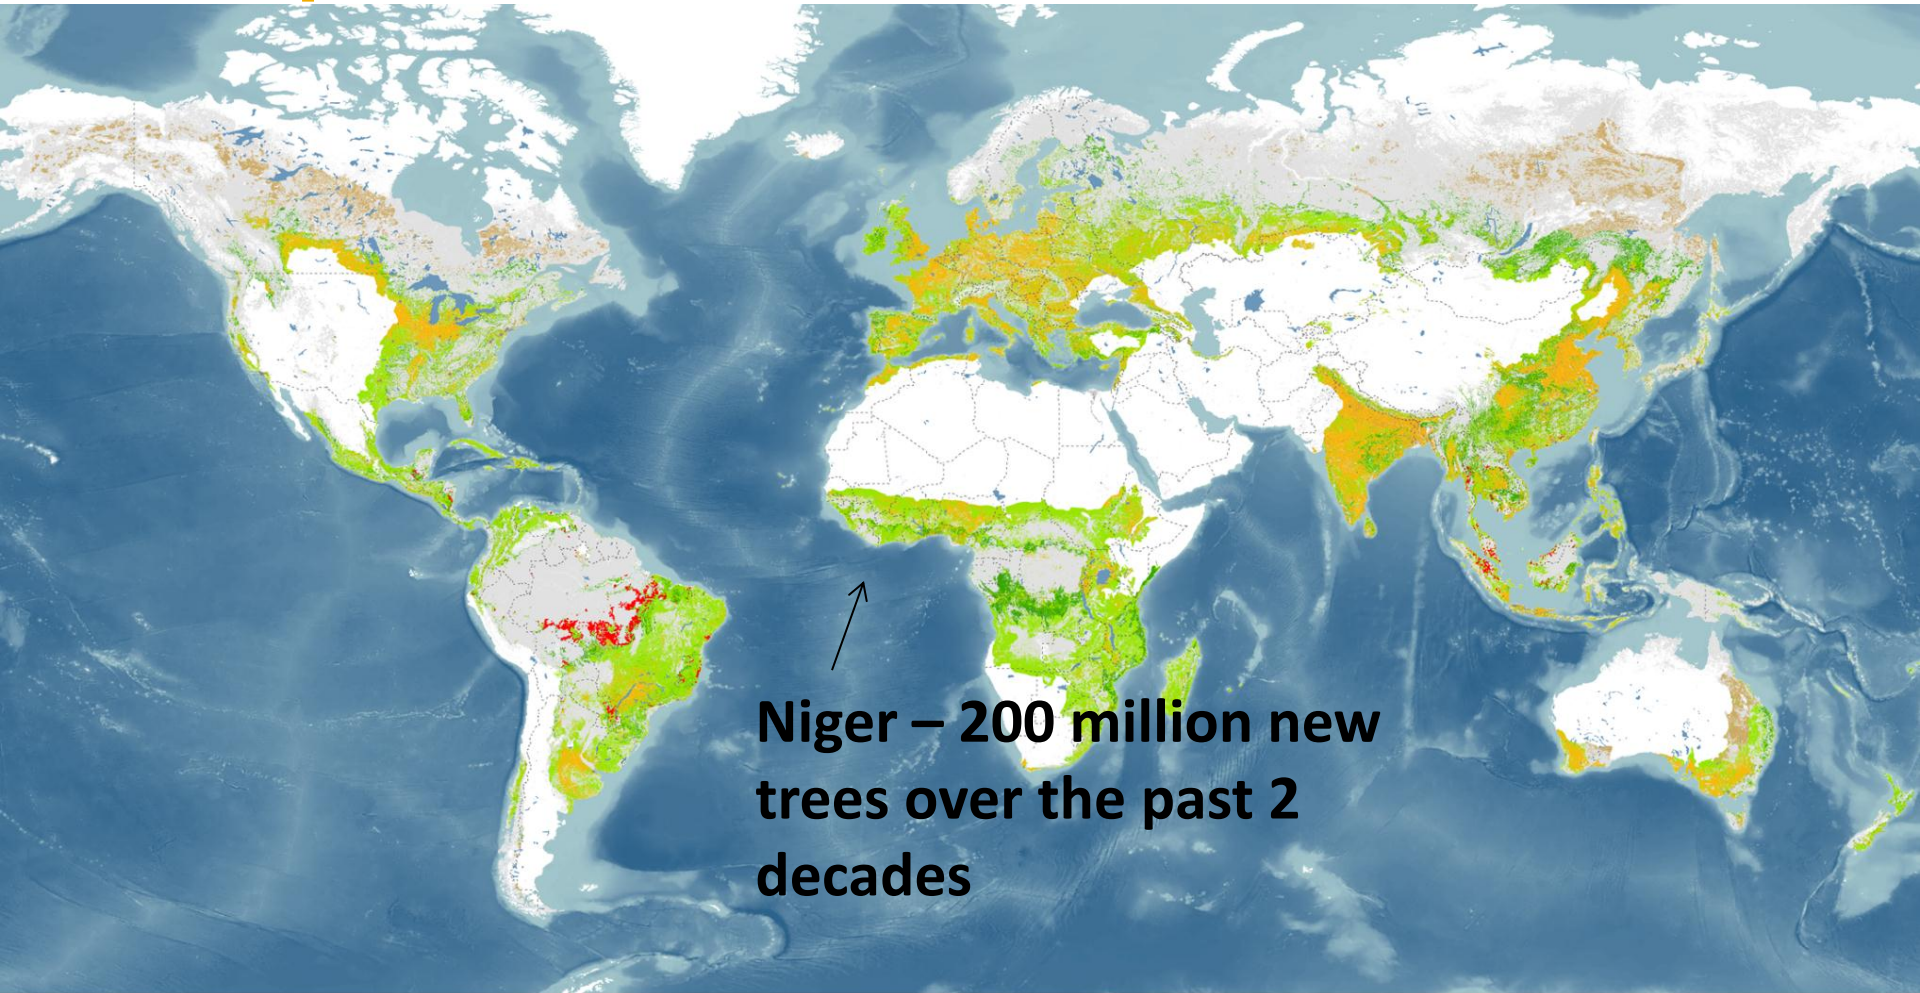 Niger – 200 million new
trees over the past 2
decades